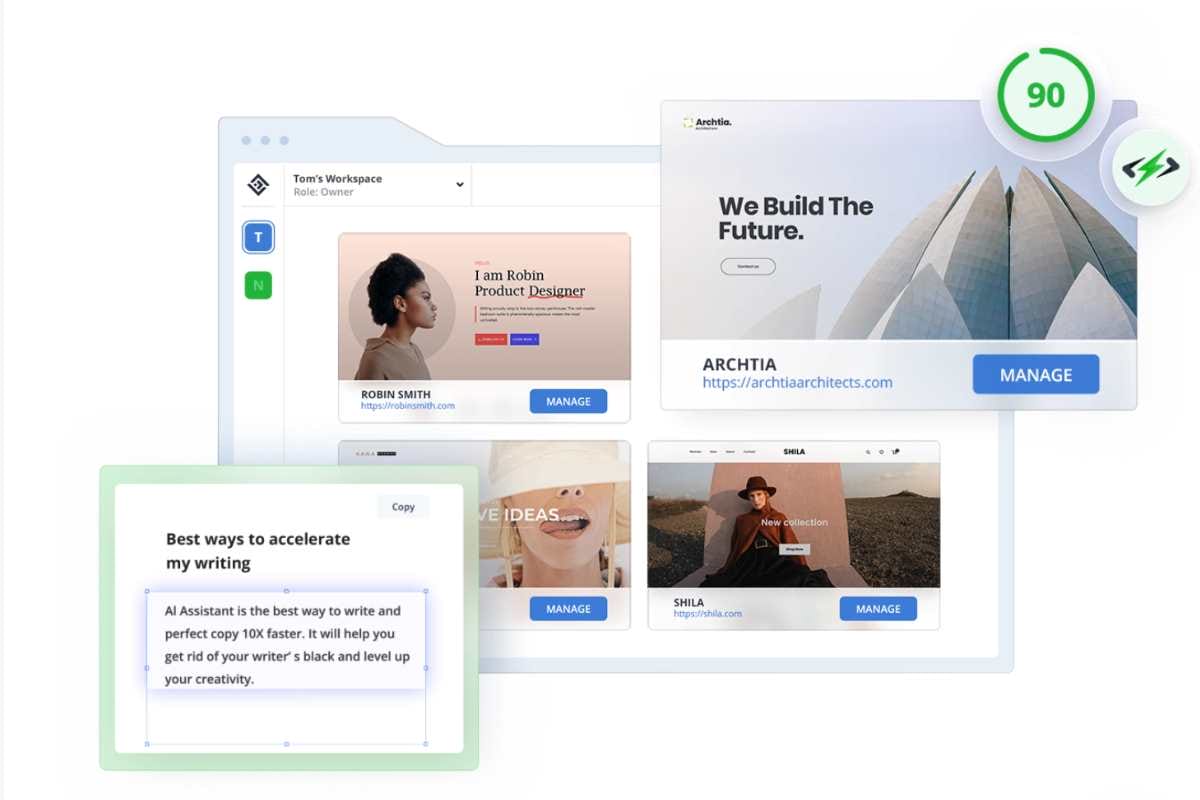 90
Archtia.
Tom's Workspace
Role: Owner
T
N
We Build The
Future.
Contact us
HELLO,
I am Robin
Product Designer
ROBIN SMITH
https://robinsmith.com
MANAGE
ARCHTIA
https://archtiaarchitects.com
MANAGE
VE IDEAS
MANAGE
SHILA
New collection
Shop Now
SHILA
https://shila.com
MANAGE
Copy
Best ways to accelerate
my writing
AI Assistant is the best way to write and
perfect copy 10X faster. It will help you
get rid of your writer' s black and level up
your creativity.